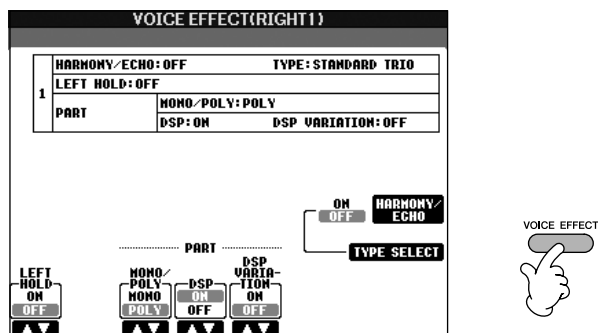 VOICE EFFECT(RIGHT1)
1
HARMONY/ECHO:OFF TYPE:STANDARD TRIO
LEFT HOLD:OFF
PART
MONO/POLY:POLY
DSP:ON DSP VARIATION:OFF
ON
OFF
HARMONY/
ECHO
TYPE SELECT
PART
LEFT
HOLD
ON
OFF
MONO/
POLY
MONO
POLY
DSP
ON
OFF
DSP
VARIA-
TION
ON
OFF
VOICE EFFECT